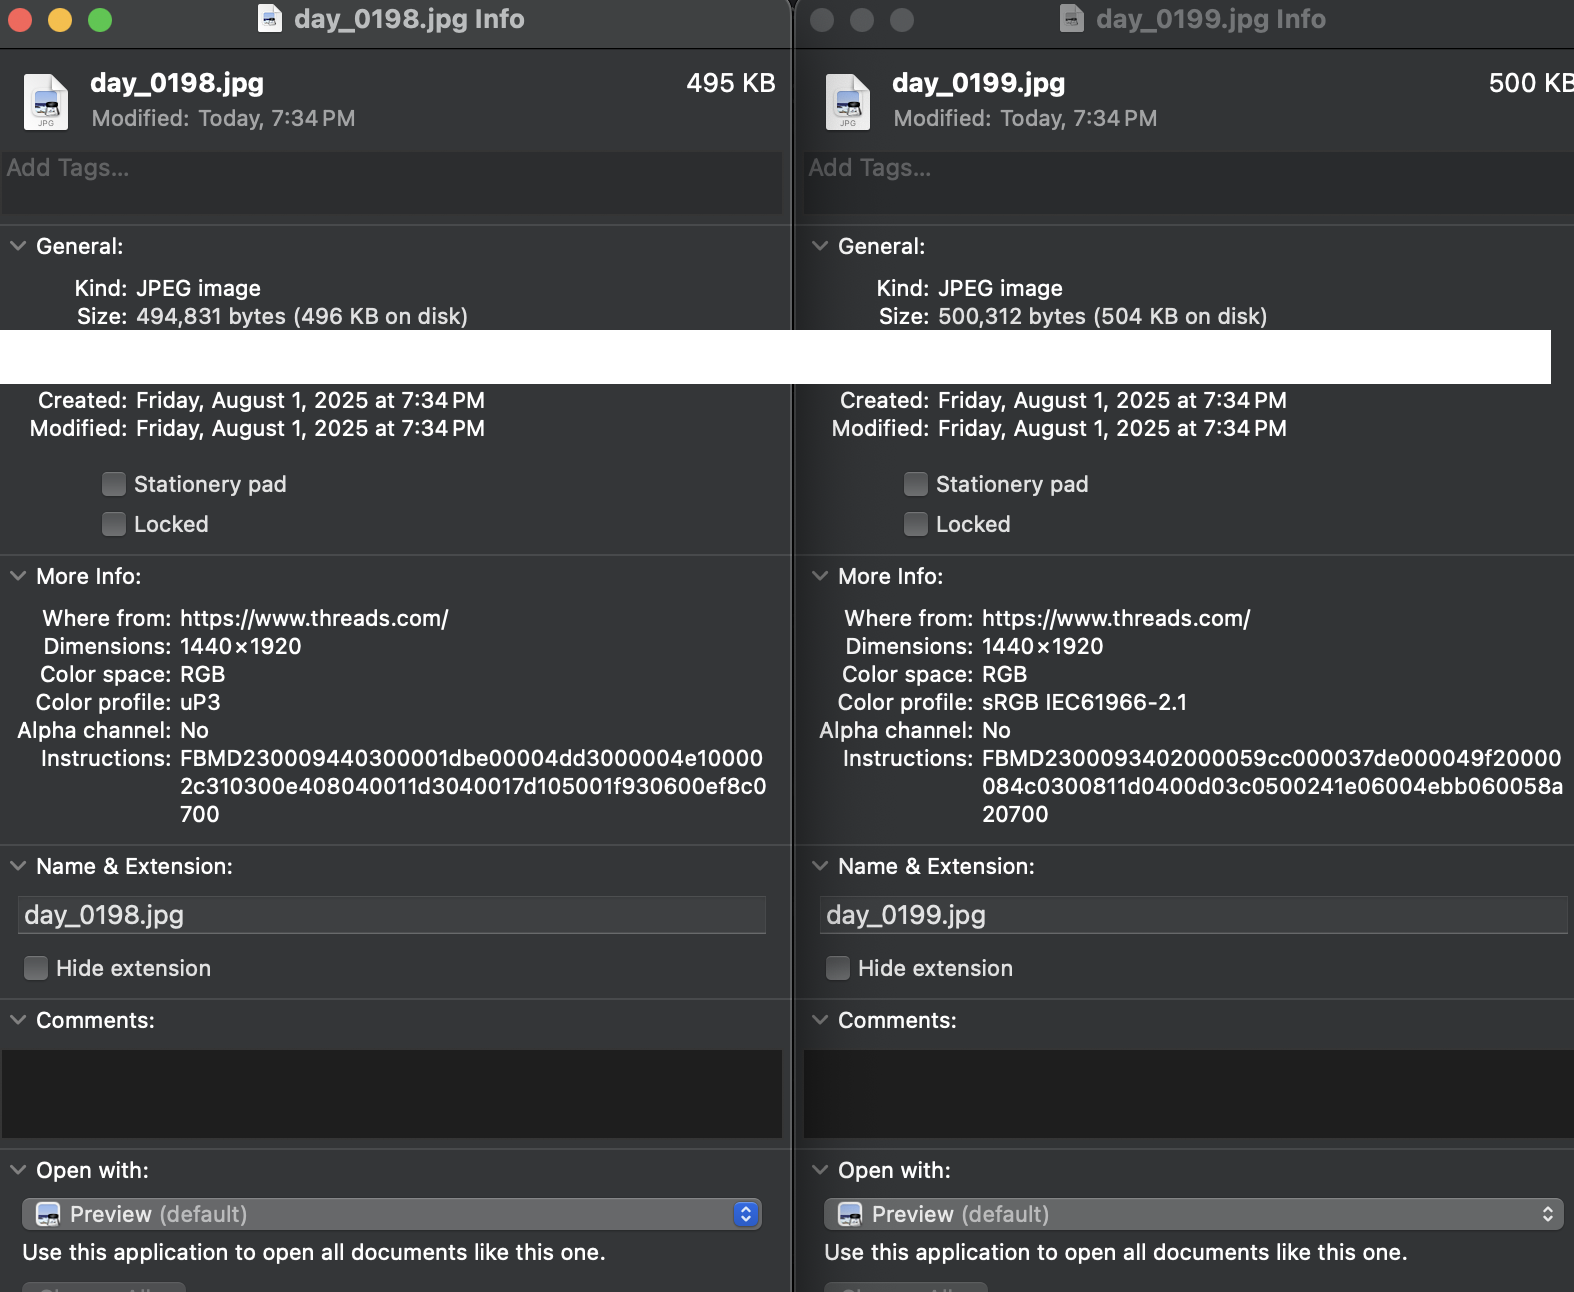 day_0198.jpg Info
JPG
day_0198.jpg
495 KB
Modified: Today, 7:34 PM
Add Tags...
General:
Kind: JPEG image
Size: 494,831 bytes (496 KB on disk)
Created: Friday, August 1, 2025 at 7:34 PM
Modified: Friday, August 1, 2025 at 7:34 PM
Stationery pad
Locked
More Info:
Where from: https://www.threads.com/
Dimensions: 1440×1920
Color space: RGB
Color profile: uP3
Alpha channel: No
Instructions: FBMD230009440300001dbe00004dd3000004e10000
2c310300e408040011d3040017d105001f930600ef8c0
700
Name & Extension:
day_0198.jpg
Hide extension
Comments:
Open with:
Preview (default)
Use this application to open all documents like this one.
day_0199.jpg Info
JPG
day_0199.jpg
500 KB
Modified: Today, 7:34 PM
Add Tags...
General:
Kind: JPEG image
Size: 500,312 bytes (504 KB on disk)
Created: Friday, August 1, 2025 at 7:34 PM
Modified: Friday, August 1, 2025 at 7:34 PM
Stationery pad
Locked
More Info:
Where from: https://www.threads.com/
Dimensions: 1440×1920
Color space: RGB
Color profile: sRGB IEC61966-2.1
Alpha channel: No
Instructions: FBMD2300093402000059cc000037de000049f20000
084c0300811d0400d03c0500241e06004ebb060058a
20700
Name & Extension:
day_0199.jpg
Hide extension
Comments:
Open with:
Preview (default)
Use this application to open all documents like this one.